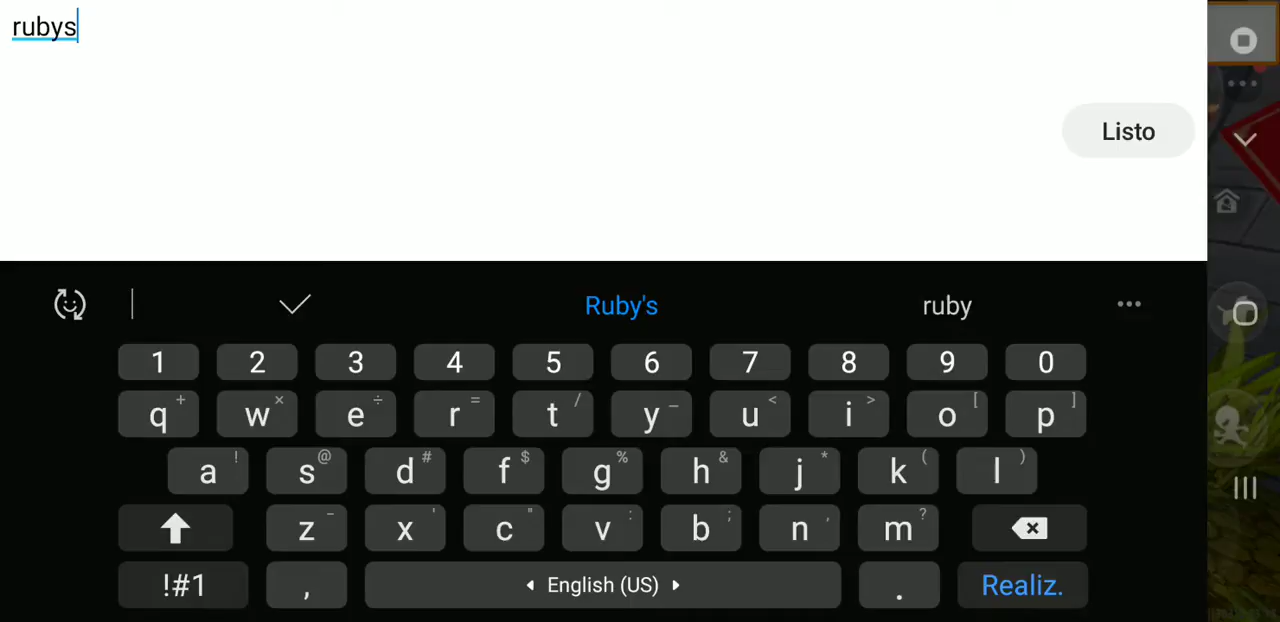 rubys
Listo
Ruby's ruby
1 2 3 4 5 6 7 8 9 0
q + w × e ÷ r = t / y _ u < i > o [ p ]
a ! s @ d # f $ g % h & j * k ( l )
z - x ' c " v : b ; n , m ?
!#1 , English (US) . Realiz.